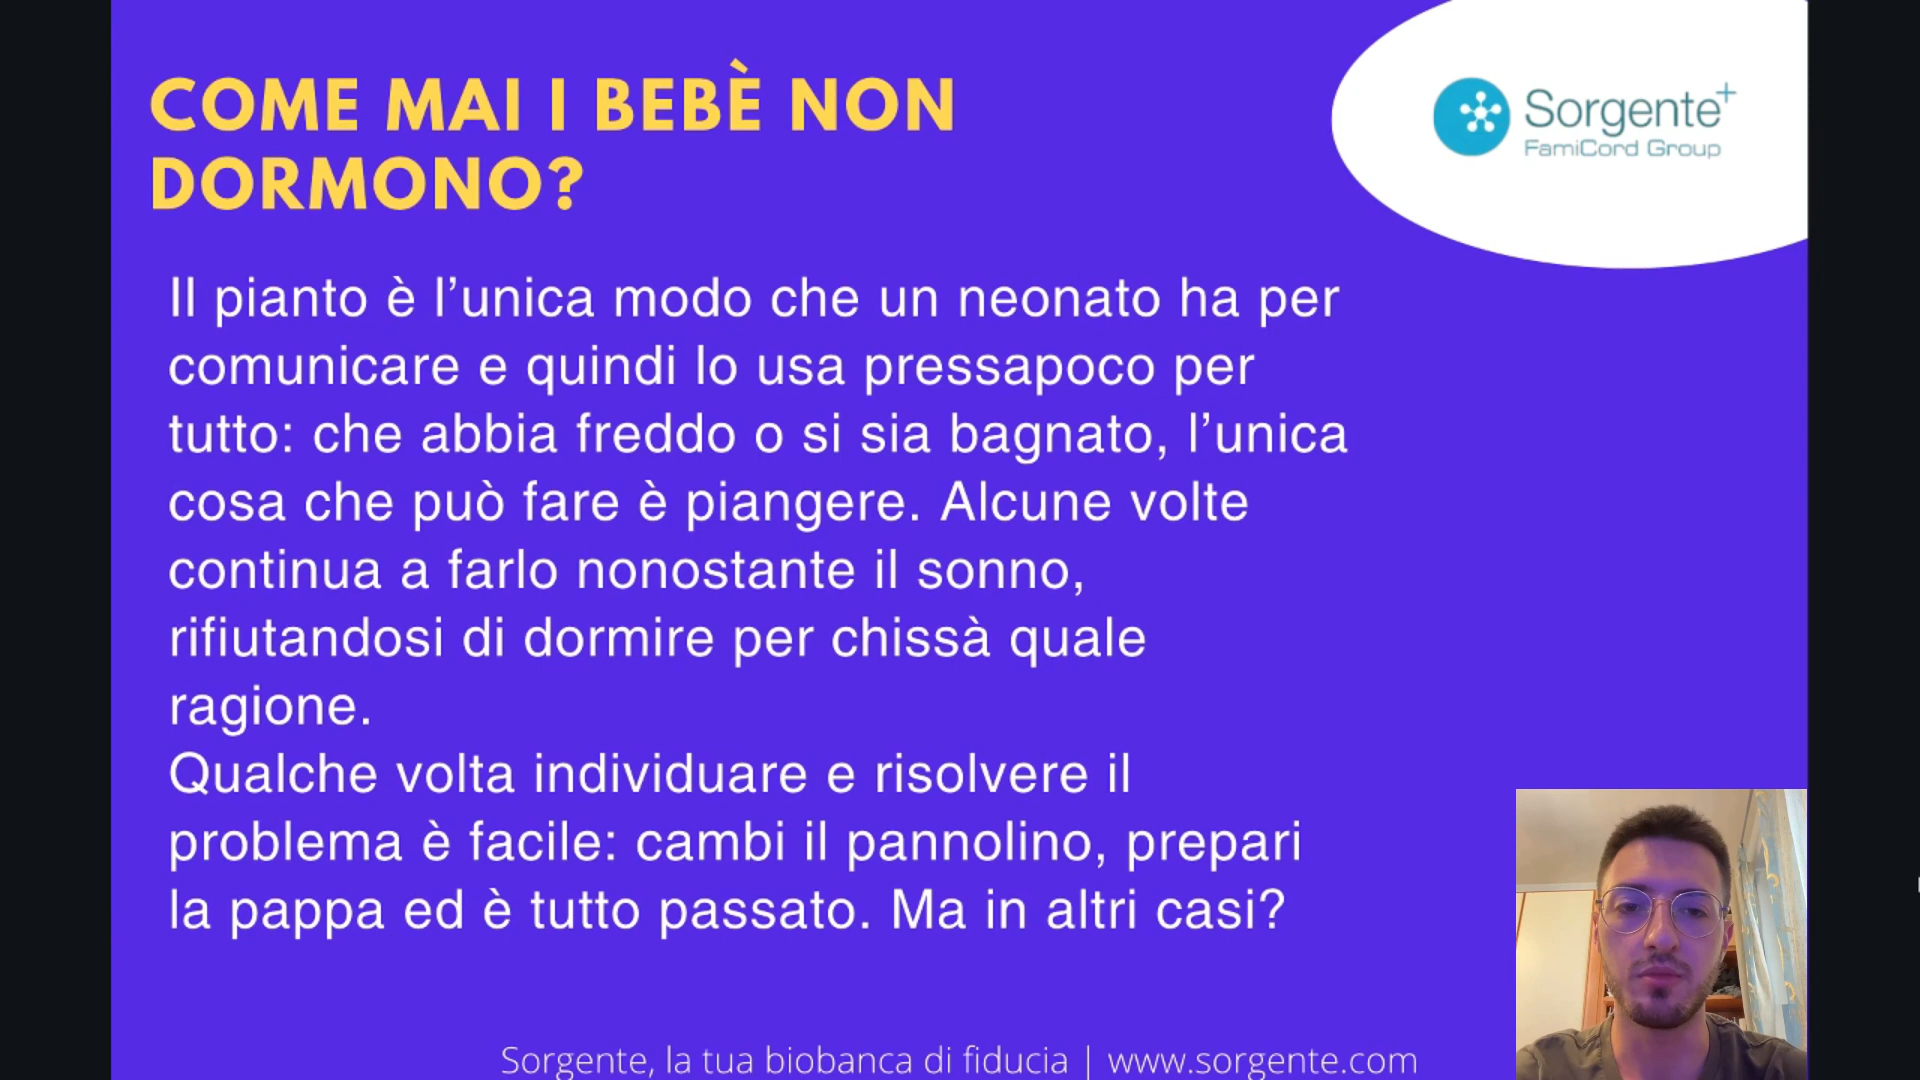 COME MAI I BEBÈ NON
DORMONO?
Sorgente+
FamiCord Group
Il pianto è l’unica modo che un neonato ha per
comunicare e quindi lo usa pressapoco per
tutto: che abbia freddo o si sia bagnato, l’unica
cosa che può fare è piangere. Alcune volte
continua a farlo nonostante il sonno,
rifiutandosi di dormire per chissà quale
ragione.
Qualche volta individuare e risolvere il
problema è facile: cambi il pannolino, prepari
la pappa ed è tutto passato. Ma in altri casi?
Sorgente, la tua biobanca di fiducia | www.sorgente.com